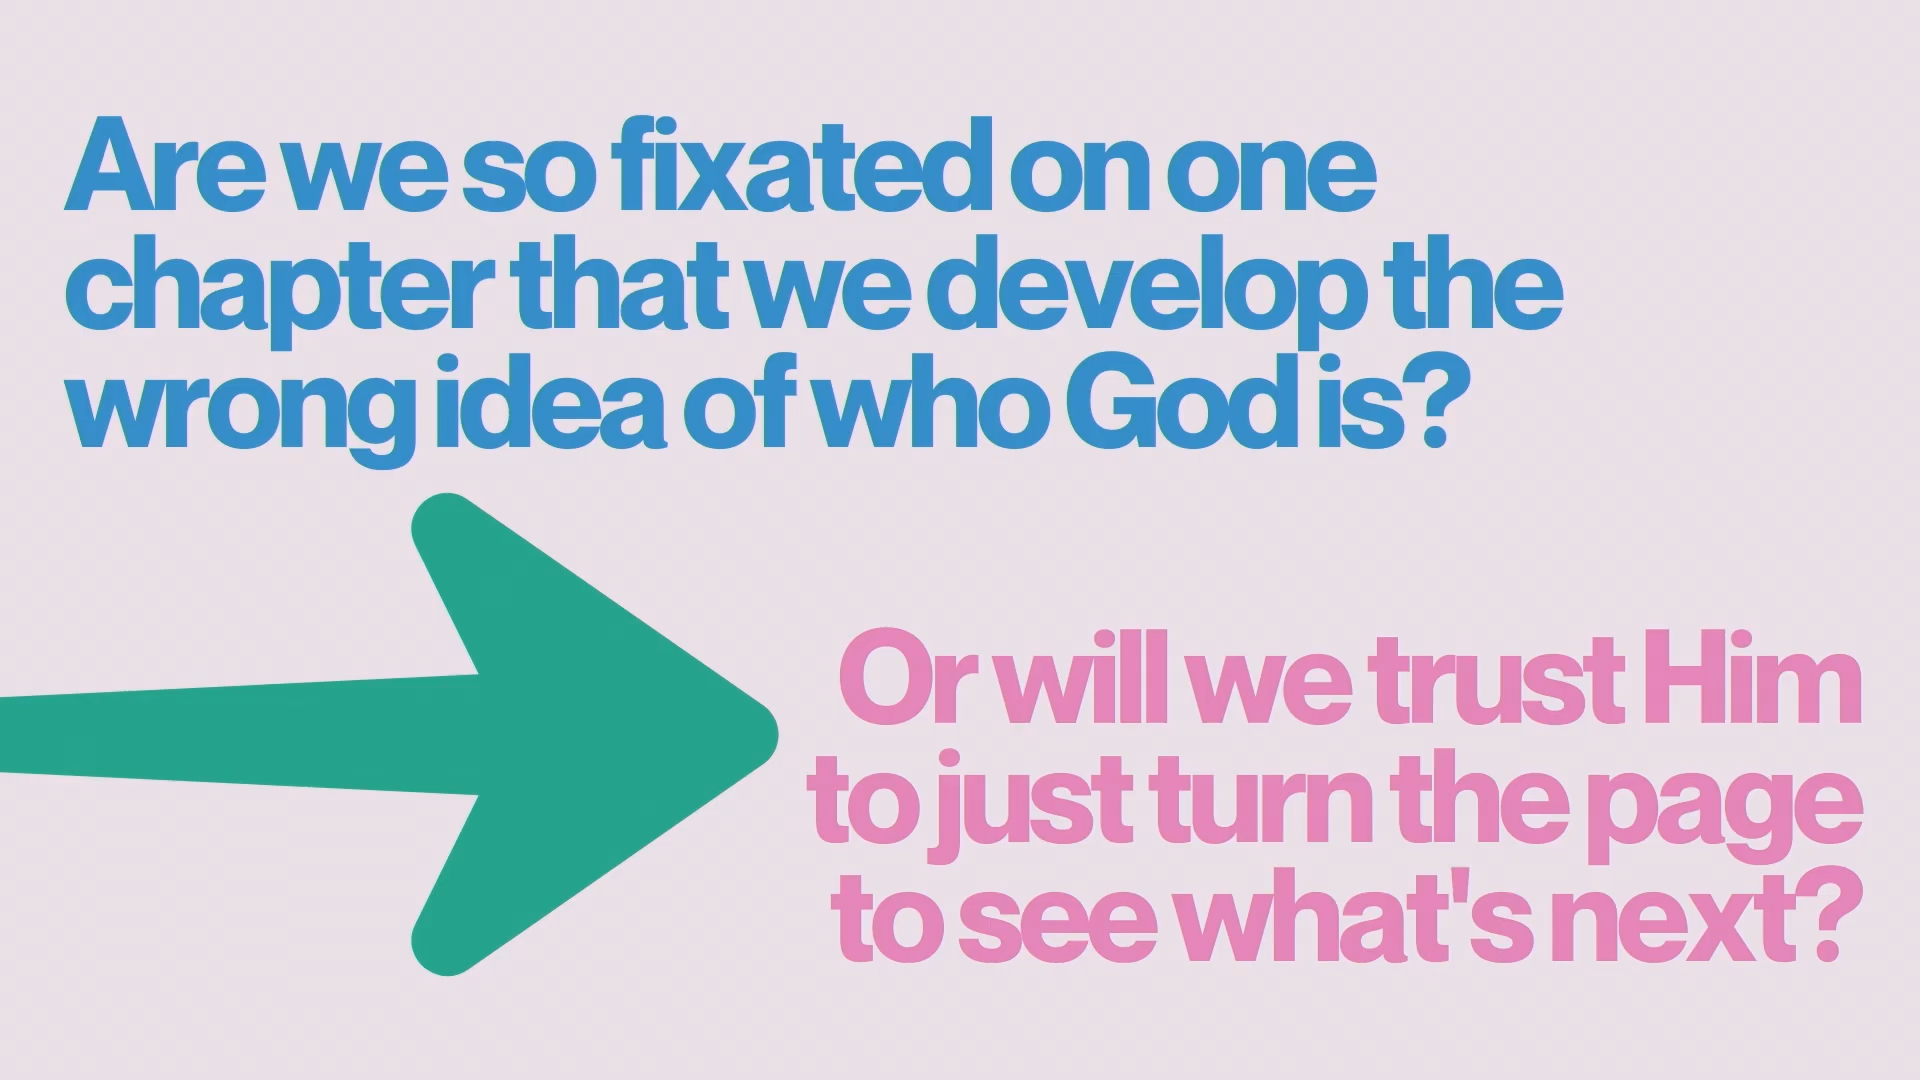 Are we so fixated on one
chapter that we develop the
wrong idea of who God is?
Or will we trust Him
to just turn the page
to see what's next?